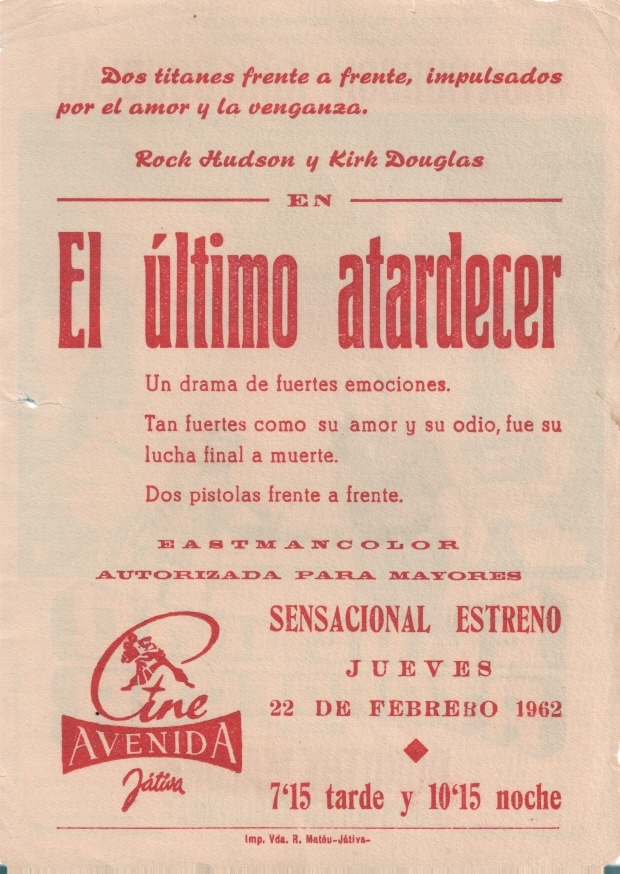 Dos titanes frente a frente, impulsados
por el amor y la venganza.
Rock Hudson y Kirk Douglas
EN
El último atardecer
Un drama de fuertes emociones.
Tan fuertes como su amor y su odio, fue su
lucha final a muerte.
Dos pistolas frente a frente.
EASTMANCOLOR
AUTORIZADA PARA MAYORES
SENSACIONAL ESTRENO
JUEVES
22 DE FEBRERO 1962
7'15 tarde y 10'15 noche
Cine
AVENIDA
Játiva
Imp. Vda. R. Matéu-Játiva-